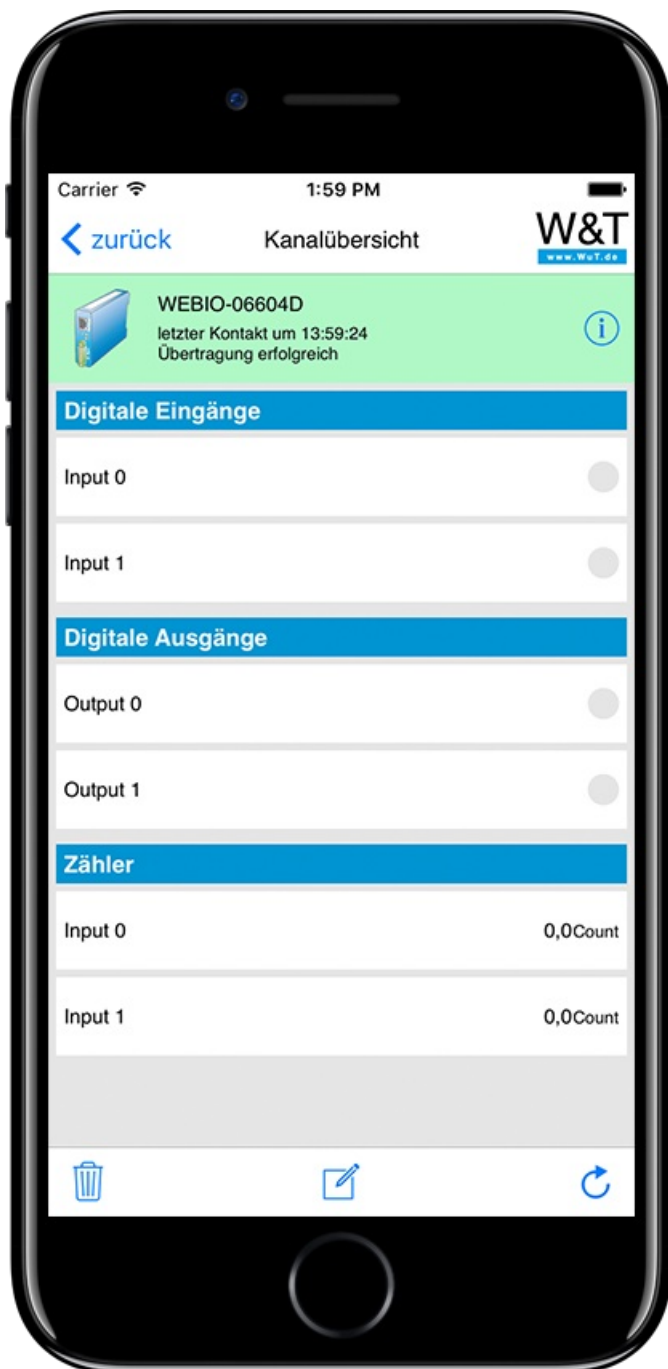 Carrier
1:59 PM
zurück
Kanalübersicht
W&T
www.WuT.de
WEBIO-06604D
letzter Kontakt um 13:59:24
Übertragung erfolgreich
Digitale Eingänge
Input 0
Input 1
Digitale Ausgänge
Output 0
Output 1
Zähler
Input 0 0,0Count
Input 1 0,0Count